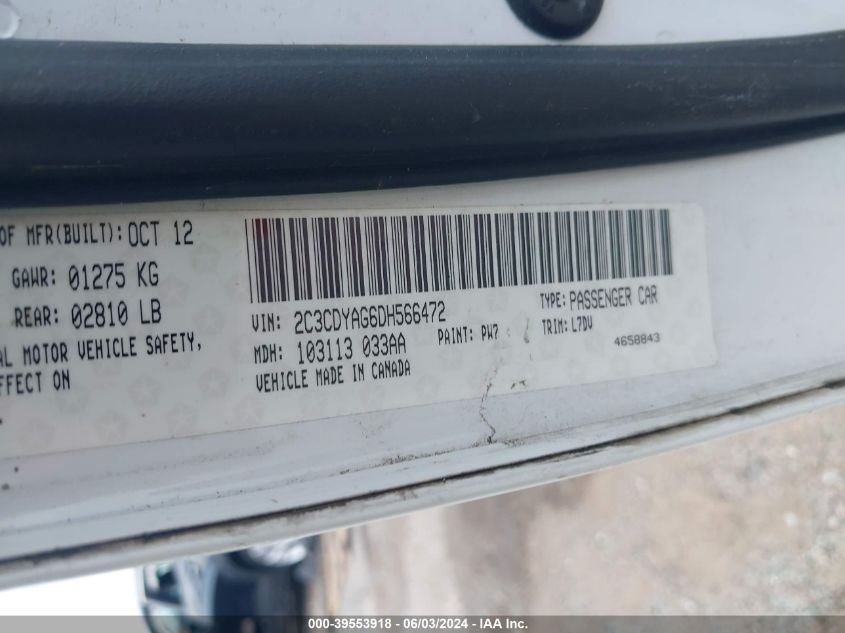 OF MFR(BUILT): OCT 12
GAWR: 01275 KG
REAR: 02810 LB
AL MOTOR VEHICLE SAFETY,
EFFECT ON
VIN: 2C3CDYAG6DH566472
TYPE: PASSENGER CAR
MDH: 103113 033AA
PAINT: PW7
TRIM: L7DV
VEHICLE MADE IN CANADA
4658843
000-39553918 - 06/03/2024 - IAA Inc.